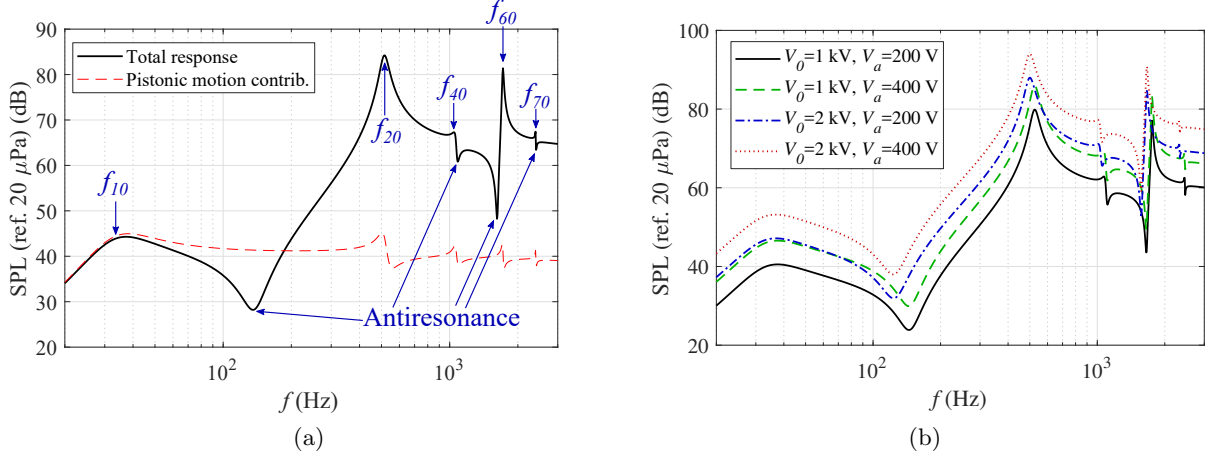 f60
90
80
70
60
50
40
30
20
SPL (ref. 20 μPa) (dB)
Total response
Pistonic motion contrib.
f10
f20
f40
f70
Antiresonance
10^2
10^3
f (Hz)
(a)
100
80
60
40
20
SPL (ref. 20 μPa) (dB)
V0=1 kV, Va=200 V
V0=1 kV, Va=400 V
V0=2 kV, Va=200 V
V0=2 kV, Va=400 V
10^2
10^3
f (Hz)
(b)